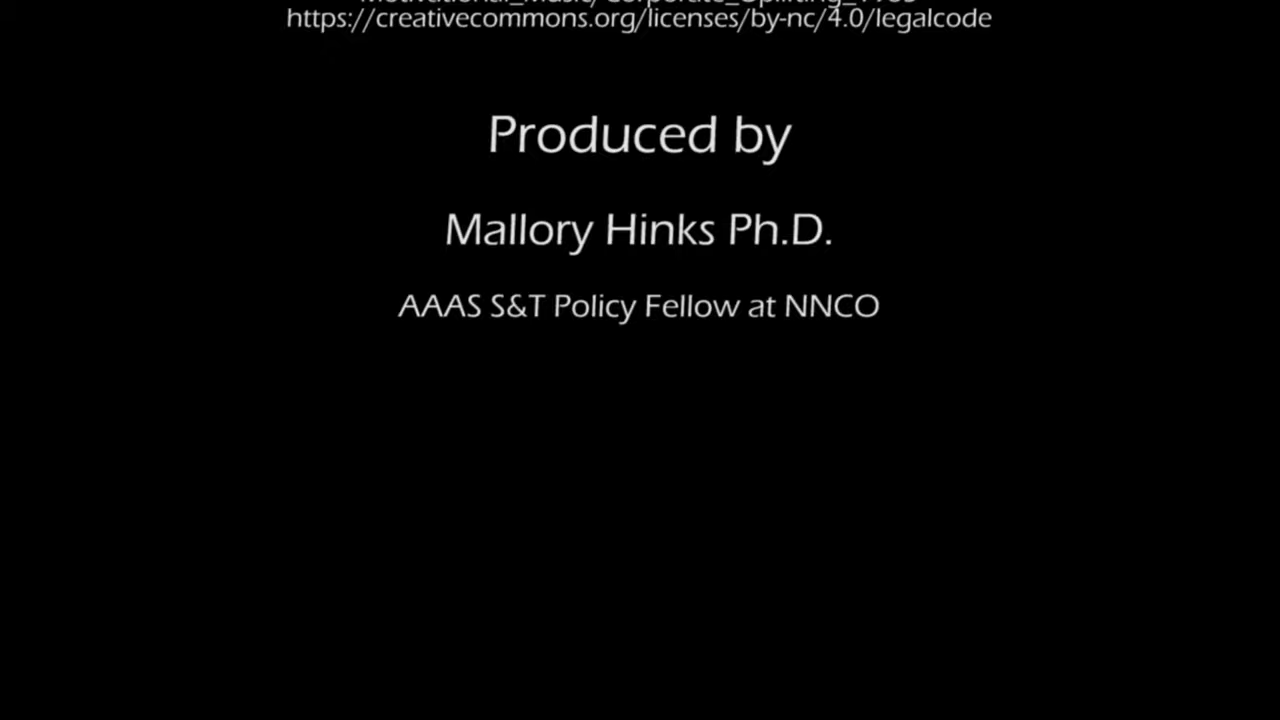 https://creativecommons.org/licenses/by-nc/4.0/legalcode
Produced by
Mallory Hinks Ph.D.
AAAS S&T Policy Fellow at NNCO